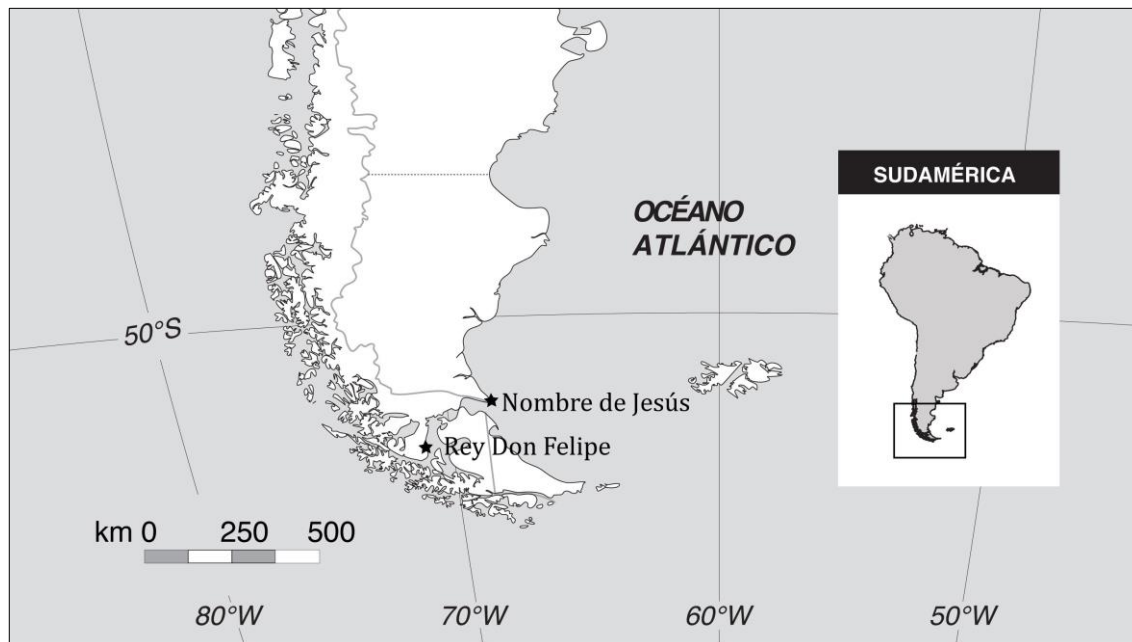 SUDAMÉRICA
OCÉANO
ATLÁNTICO
50°S
Nombre de Jesús
Rey Don Felipe
km 0 250 500
80°W 70°W 60°W 50°W